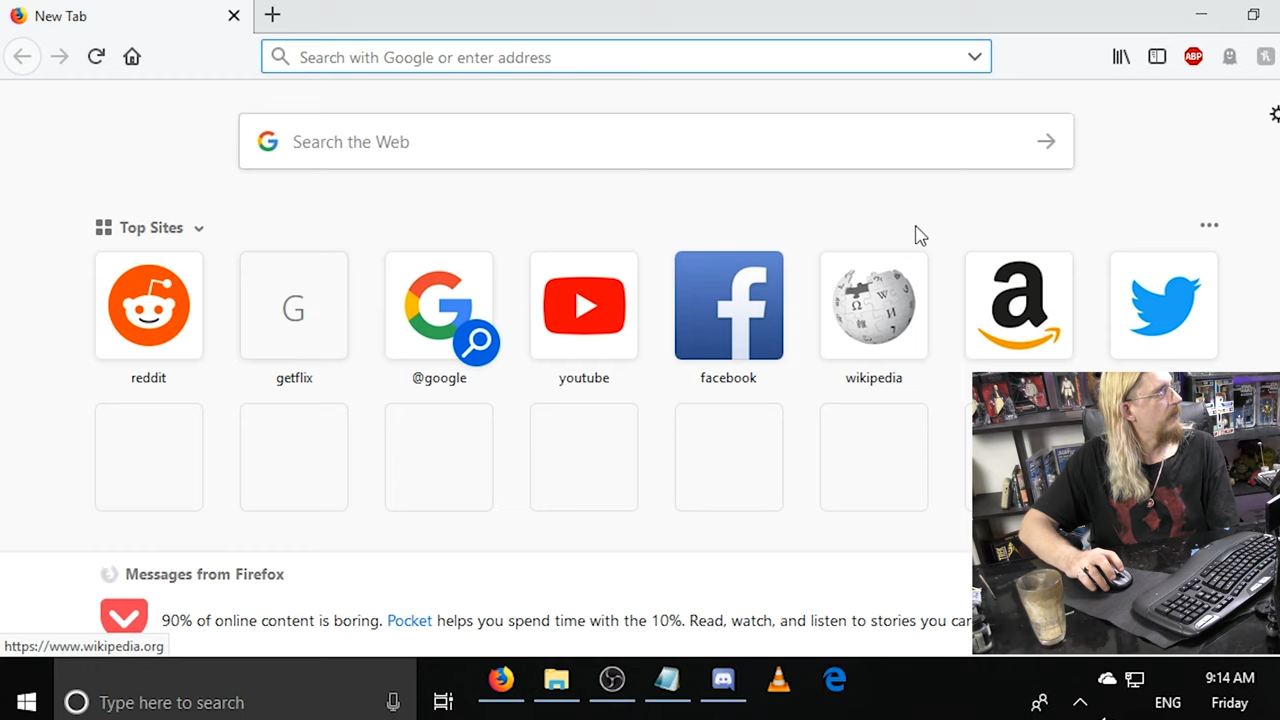 New Tab
Search with Google or enter address
ABP
Search the Web
Top Sites
G
reddit
getflix
@google
youtube
facebook
wikipedia
Messages from Firefox
90% of online content is boring. Pocket helps you spend time with the 10%. Read, watch, and listen to stories you
https://www.wikipedia.org
Type here to search
9:14 AM
ENG
Friday